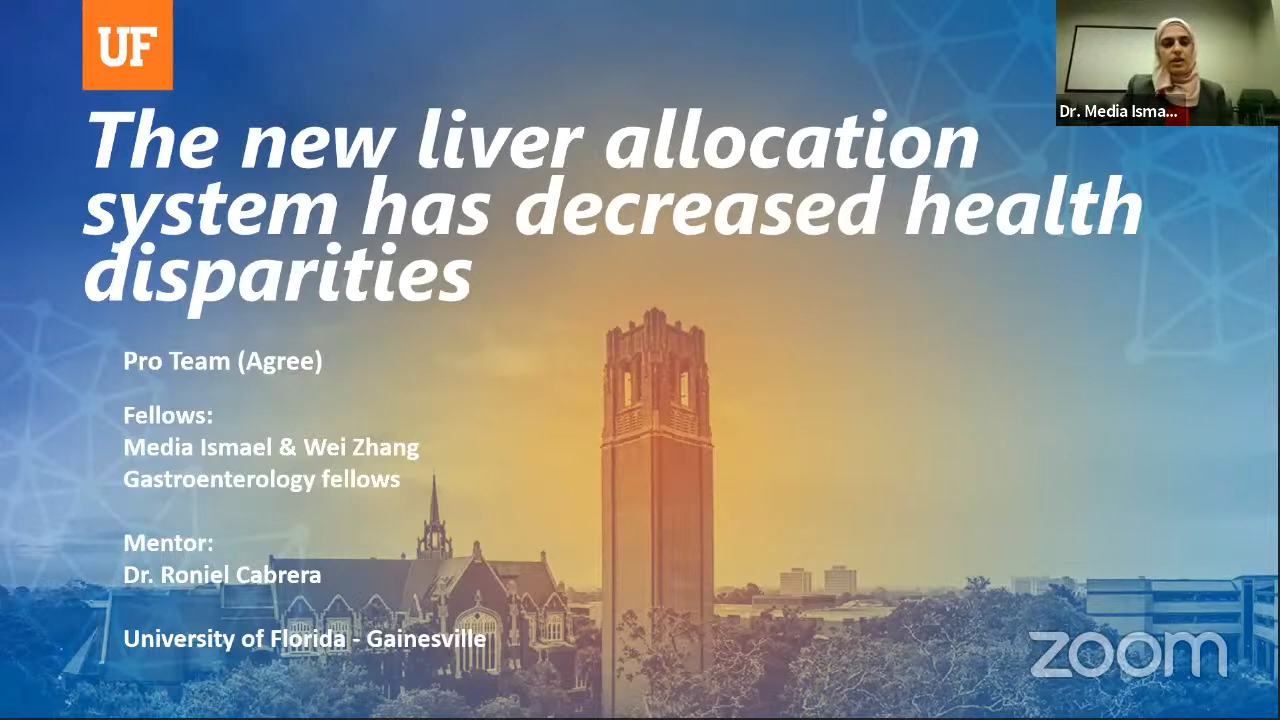 UF
The new liver allocation
system has decreased health
disparities
Dr. Media Isma...
Pro Team (Agree)
Fellows:
Media Ismael & Wei Zhang
Gastroenterology fellows
Mentor:
Dr. Roniel Cabrera
University of Florida - Gainesville
zoom